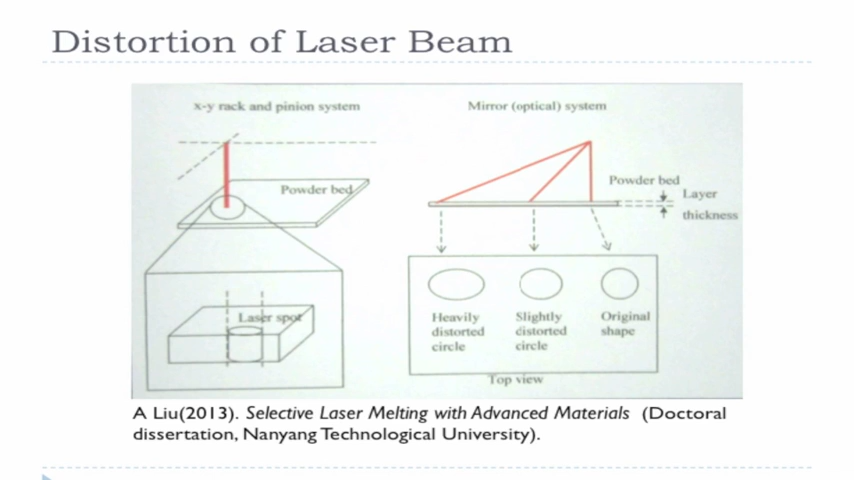 Distortion of Laser Beam
x-y rack and pinion system
Mirror (optical) system
Powder bed
Powder bed
Layer
thickness
Laser spot
Heavily
distorted
circle
Slightly
distorted
circle
Original
shape
Top view
A Liu(2013). Selective Laser Melting with Advanced Materials (Doctoral
dissertation, Nanyang Technological University).